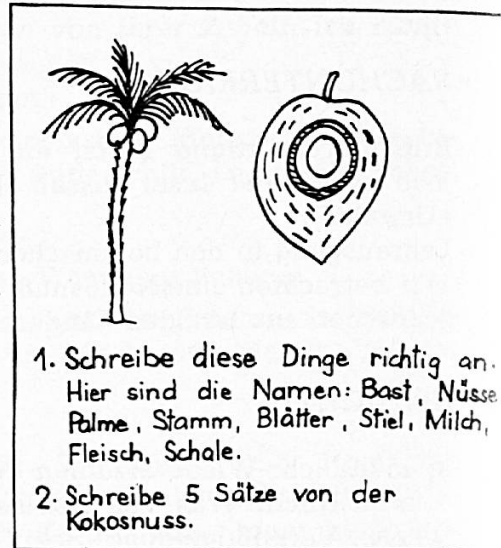 1. Schreibe diese Dinge richtig an.
Hier sind die Namen: Bast, Nüsse
Palme, Stamm, Blätter, Stiel, Milch,
Fleisch, Schale.
2. Schreibe 5 Sätze von der
Kokosnuss.